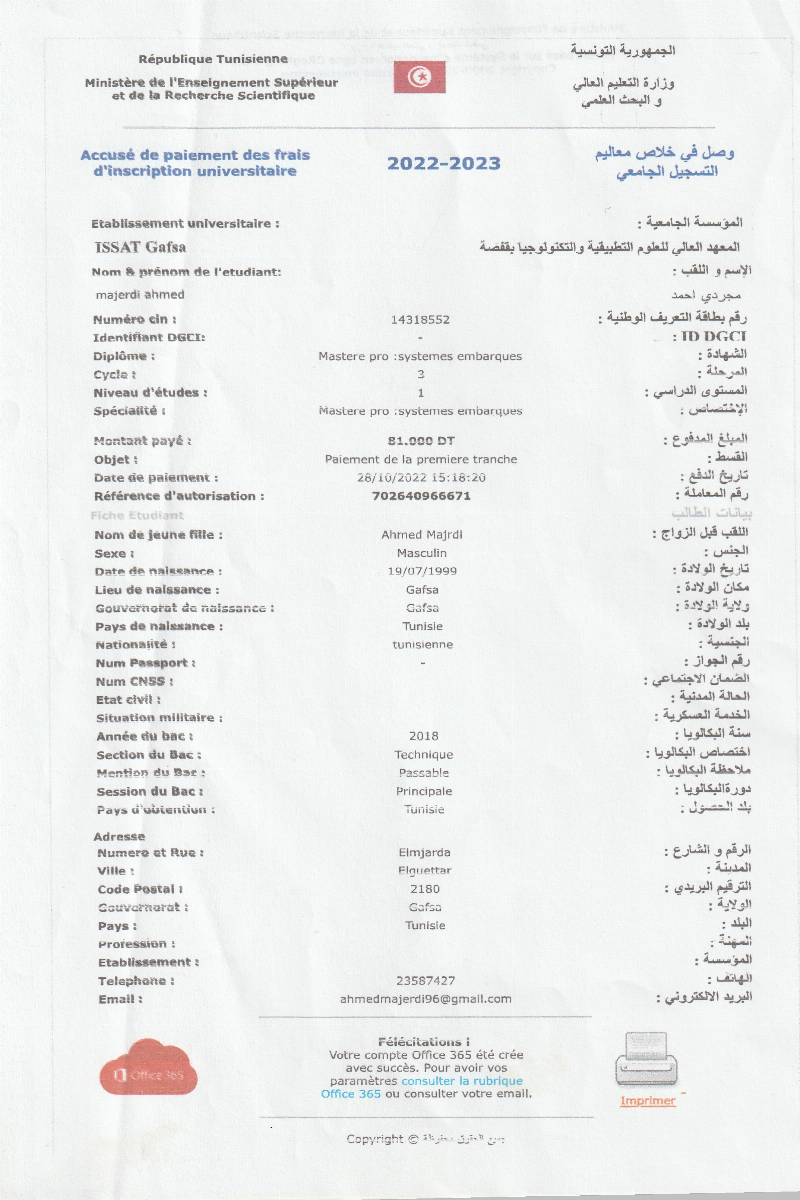 République Tunisienne
الجمهورية التونسية
Ministère de l'Enseignement Supérieur
et de la Recherche Scientifique
وزارة التعليم العالي
و البحث العلمي
Accusé de paiement des frais
d'inscription universitaire
2022-2023
وصل في خلاص معاليم
التسجيل الجامعي
Etablissement universitaire : المؤسسة الجامعية :
ISSAT Gafsa المعهد العالي للعلوم التطبيقية والتكنولوجيا بقفصة
Nom & prénom de l'etudiant: الإسم و اللقب :
majerdi ahmed مجردي احمد
Numéro cin : 14318552 رقم بطاقة التعريف الوطنية :
Identifiant DGCI: - ID DGCI :
Diplôme : Mastere pro :systemes embarques الشهادة :
Cycle : 3 المرحلة :
Niveau d'études : 1 المستوى الدراسي :
Spécialité : Mastere pro :systemes embarques الإختصاص :
Montant payé : 81.000 DT المبلغ المدفوع :
Objet : Paiement de la premiere tranche القسط :
Date de paiement : 28/10/2022 15:18:20 تاريخ الدفع :
Référence d'autorisation : 702640966671 رقم المعاملة :
Fiche Etudiant بيانات الطالب
Nom de jeune fille : Ahmed Majrdi اللقب قبل الزواج :
Sexe : Masculin الجنس :
Date de naissance : 19/07/1999 تاريخ الولادة :
Lieu de naissance : Gafsa مكان الولادة :
Gouvernorat de naissance : Gafsa ولاية الولادة :
Pays de naissance : Tunisie بلد الولادة :
Nationalité : tunisienne الجنسية :
Num Passport : - رقم الجواز :
Num CNSS : الضمان الاجتماعي :
Etat civil : الحالة المدنية :
Situation militaire : الخدمة العسكرية :
Année du bac : 2018 سنة البكالويا :
Section du Bac : Technique اختصاص البكالويا :
Mention du Bac : Passable ملاحظة البكالويا :
Session du Bac : Principale دورةالبكالويا :
Pays d'obtention : Tunisie بلد الحصول :
Adresse
Numero et Rue : Elmjarda الرقم و الشارع :
Ville : Elguettar المدينة :
Code Postal : 2180 الترقيم البريدي :
Gouvernorat : Gafsa الولاية :
Pays : Tunisie البلد :
Profession : المهنة :
Etablissement : المؤسسة :
Telephone : 23587427 الهاتف :
Email : ahmedmajerdi96@gmail.com البريد الالكتروني :
Office 365
Félécitations !
Votre compte Office 365 été crée
avec succès. Pour avoir vos
paramètres consulter la rubrique
Office 365 ou consulter votre email.
Imprimer
Copyright © جميع الحقوق محفوظة